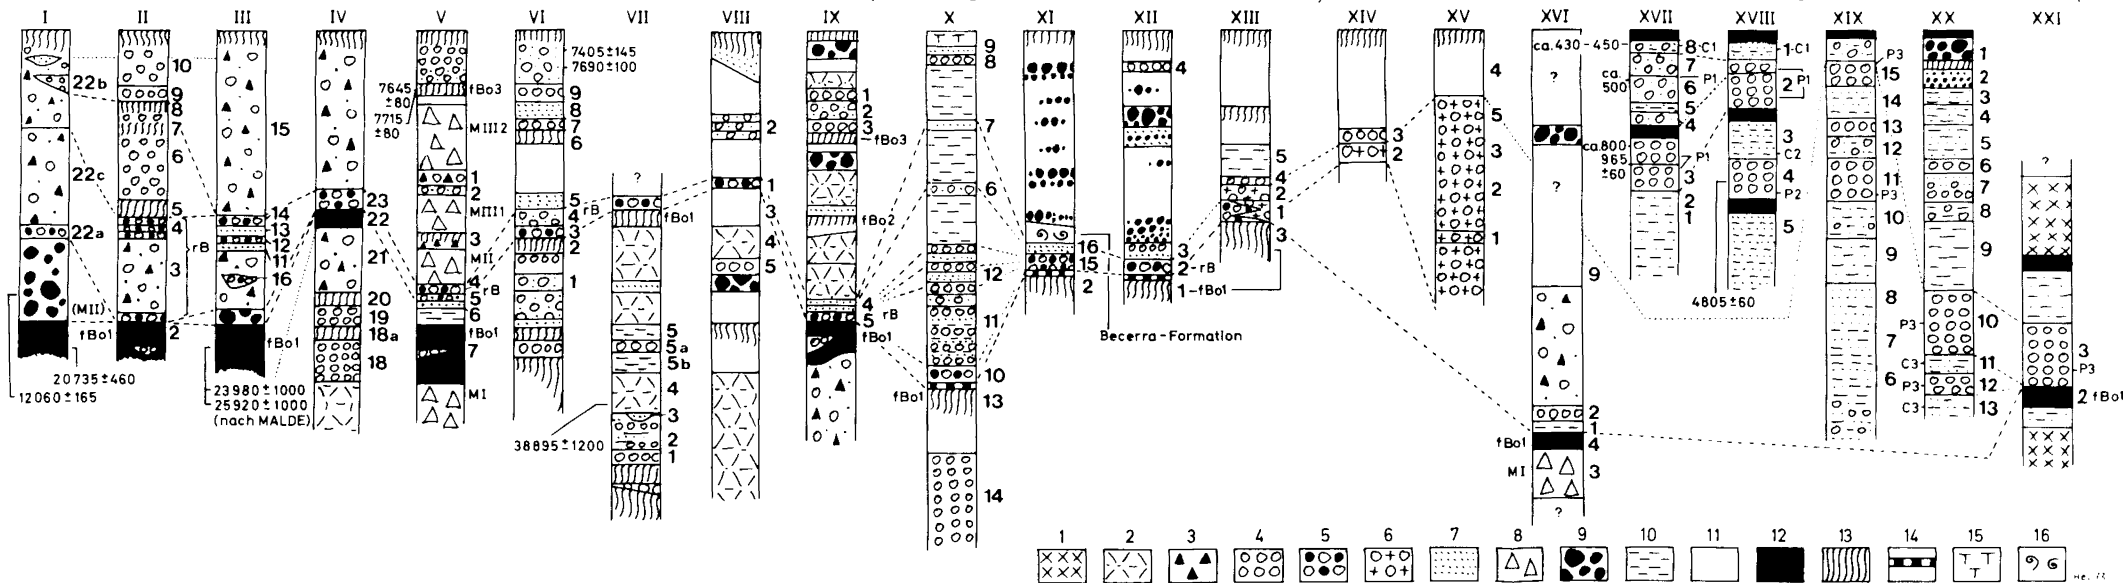 I II III IV V VI VII VIII IX X XI XII XIII XIV XV XVI XVII XVIII XIX XX XXI
22b
22c
22a
12060±165
20735±460
10
9
8
7
6
5
4
3
(MII)
fBo1
2
rB
15
14
13
12
11
16
fBo1
23980±1000
25920±1000
(nach MALDE)
23
22
21
20
19
18a
18
7645
±80
7715
±80
fBo3
MIII2
1
2
MIII1
3
MII
4
rB
5
6
fBo1
7
MI
7405±145
7690±100
9
8
7
6
5
4
3
2
1
rB
?
fBo1
5
5a
5b
4
3
2
1
38895±1200
2
1
3
4
5
1
2
3
fBo3
fBo2
4
rB
5
fBo1
9
8
7
6
12
11
10
fBo1
13
14
16
15
2
Becerra-Formation
4
3
2-rB
1-fBo1
5
4
2
1
3
3
2
4
5
3
2
1
ca.430-450
?
?
9
2
1
fBo1
4
MI
3
?
8-C1
7
ca.
500
P1
6
5
4
ca.800
965
±60
7
P1
3
2
1
1-C1
2
P1
3
C2
4
P2
5
4805±60
P3
15
14
13
12
11
P3
10
9
8
7
6
1
2
3
4
5
6
7
8
9
P3
10
C3
11
P3
12
C3
13
?
3
P3
2 fBo1
1 2 3 4 5 6 7 8 9 10 11 12 13 14 15 16